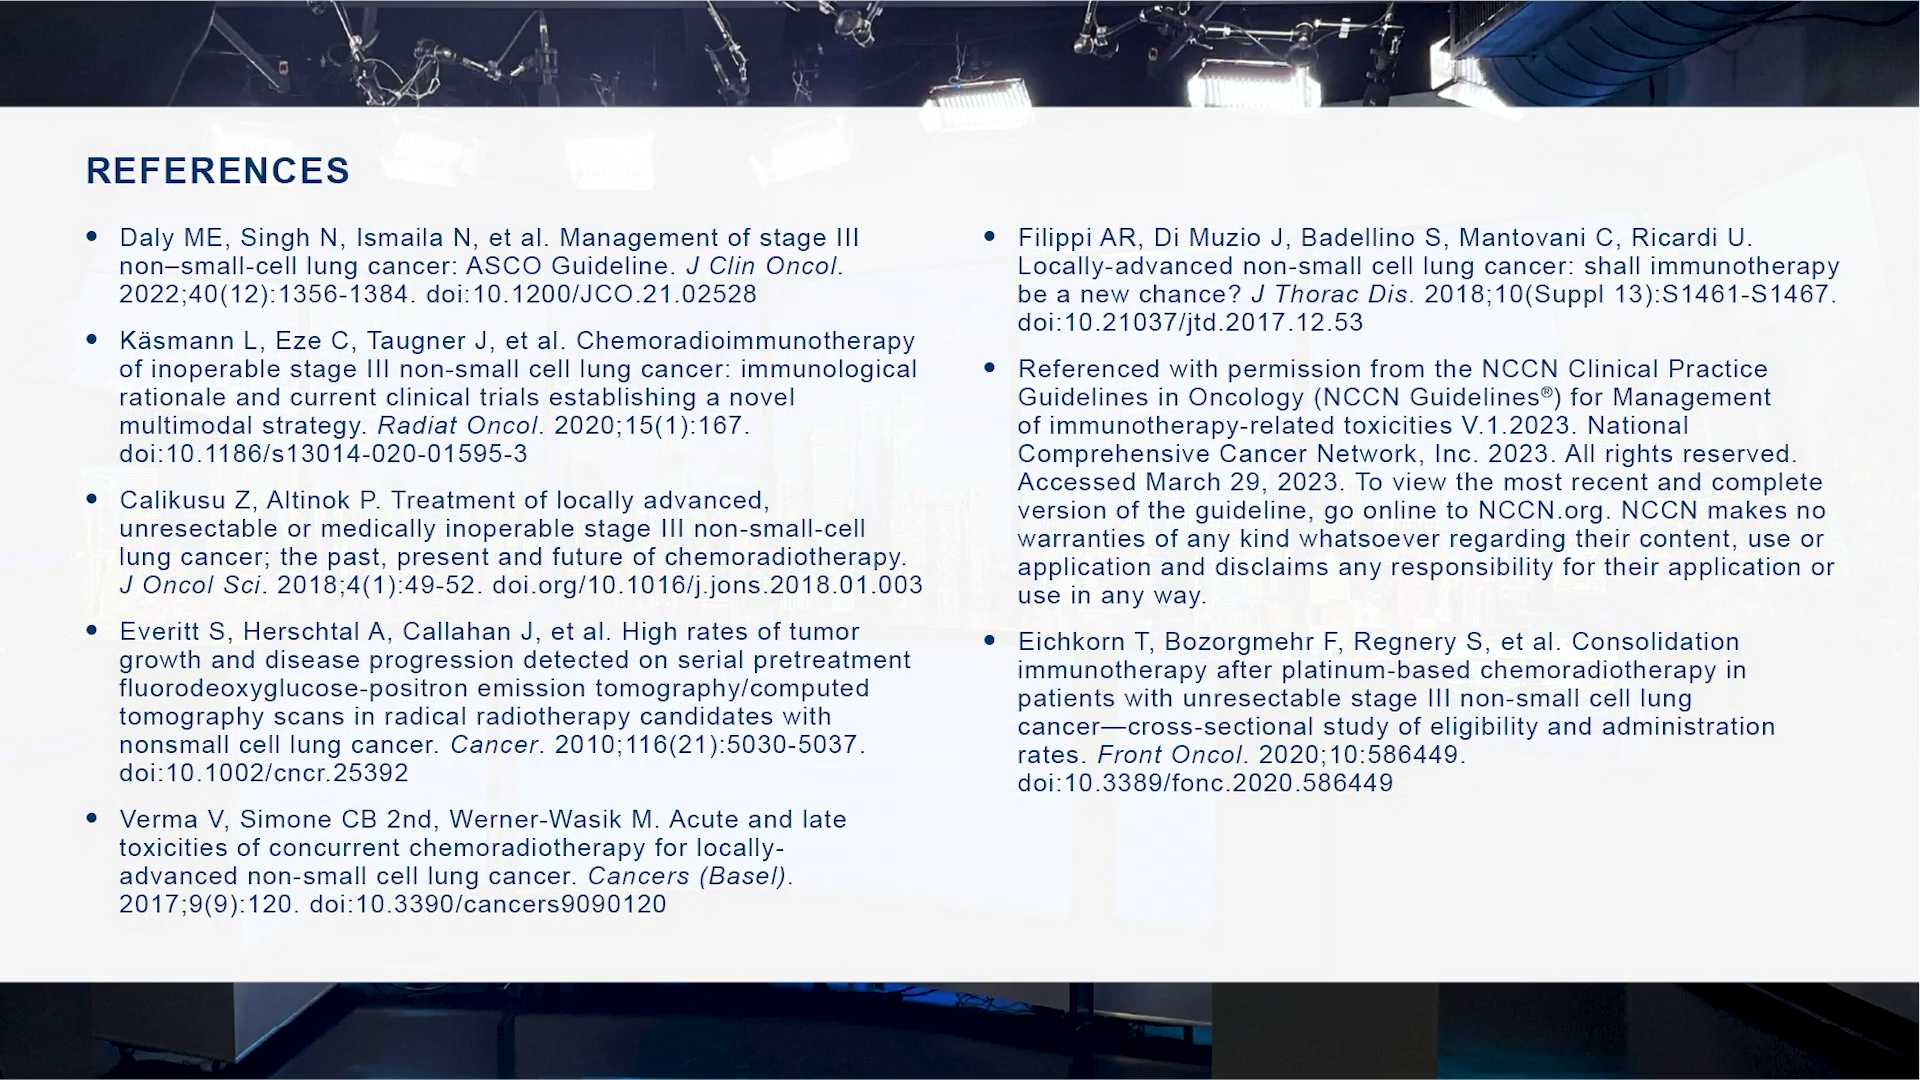 REFERENCES
• Daly ME, Singh N, Ismaila N, et al. Management of stage III
non–small-cell lung cancer: ASCO Guideline. J Clin Oncol.
2022;40(12):1356-1384. doi:10.1200/JCO.21.02528
• Käsmann L, Eze C, Taugner J, et al. Chemoradioimmunotherapy
of inoperable stage III non-small cell lung cancer: immunological
rationale and current clinical trials establishing a novel
multimodal strategy. Radiat Oncol. 2020;15(1):167.
doi:10.1186/s13014-020-01595-3
• Calikusu Z, Altinok P. Treatment of locally advanced,
unresectable or medically inoperable stage III non-small-cell
lung cancer; the past, present and future of chemoradiotherapy.
J Oncol Sci. 2018;4(1):49-52. doi.org/10.1016/j.jons.2018.01.003
• Everitt S, Herschtal A, Callahan J, et al. High rates of tumor
growth and disease progression detected on serial pretreatment
fluorodeoxyglucose-positron emission tomography/computed
tomography scans in radical radiotherapy candidates with
nonsmall cell lung cancer. Cancer. 2010;116(21):5030-5037.
doi:10.1002/cncr.25392
• Verma V, Simone CB 2nd, Werner-Wasik M. Acute and late
toxicities of concurrent chemoradiotherapy for locally-
advanced non-small cell lung cancer. Cancers (Basel).
2017;9(9):120. doi:10.3390/cancers9090120
• Filippi AR, Di Muzio J, Badellino S, Mantovani C, Ricardi U.
Locally-advanced non-small cell lung cancer: shall immunotherapy
be a new chance? J Thorac Dis. 2018;10(Suppl 13):S1461-S1467.
doi:10.21037/jtd.2017.12.53
• Referenced with permission from the NCCN Clinical Practice
Guidelines in Oncology (NCCN Guidelines®) for Management
of immunotherapy-related toxicities V.1.2023. National
Comprehensive Cancer Network, Inc. 2023. All rights reserved.
Accessed March 29, 2023. To view the most recent and complete
version of the guideline, go online to NCCN.org. NCCN makes no
warranties of any kind whatsoever regarding their content, use or
application and disclaims any responsibility for their application or
use in any way.
• Eichkorn T, Bozorgmehr F, Regnery S, et al. Consolidation
immunotherapy after platinum-based chemoradiotherapy in
patients with unresectable stage III non-small cell lung
cancer—cross-sectional study of eligibility and administration
rates. Front Oncol. 2020;10:586449.
doi:10.3389/fonc.2020.586449